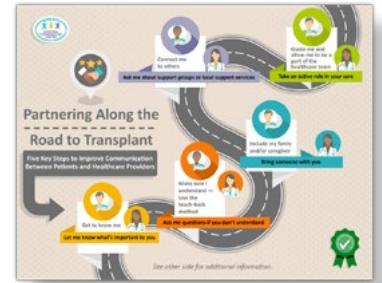 Partnering Along the
Road to Transplant
Five Key Steps to Improve Communication
Between Patients and Healthcare Providers
Get to know me
Let me know what's important to you
Make sure I
understand —
Use the
teach-back
method
Ask me questions if you don't understand
Include my family
and/or caregiver
Bring someone with you
Connect me
to others
Ask me about support groups or local support services
Guide me and
allow me to be a
part of the
healthcare team
Take an active role in your care
See other side for additional information.